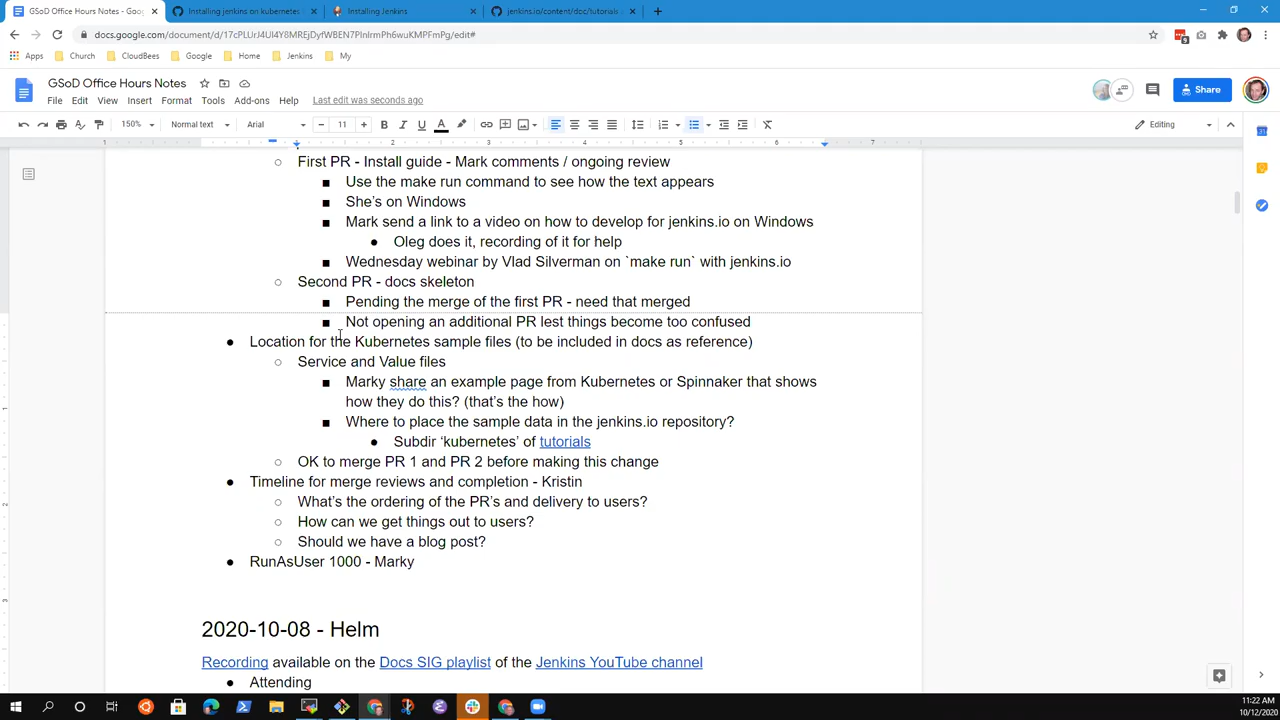 GSoD Office Hours Notes - Goo
Installing jenkins on kubernetes
Installing Jenkins
jenkins.io/content/doc/tutorials
docs.google.com/document/d/17cPLUrJ4Ul4Y8MREjDyfWBEN7PInlrmPh6wuKMPFmPg/edit#
Apps
Church
CloudBees
Google
Home
Jenkins
My
GSoD Office Hours Notes
File Edit View Insert Format Tools Add-ons Help Last edit was seconds ago
Share
150% Normal text Arial 11 Editing
First PR - Install guide - Mark comments / ongoing review
Use the make run command to see how the text appears
She's on Windows
Mark send a link to a video on how to develop for jenkins.io on Windows
Oleg does it, recording of it for help
Wednesday webinar by Vlad Silverman on `make run` with jenkins.io
Second PR - docs skeleton
Pending the merge of the first PR - need that merged
Not opening an additional PR lest things become too confused
Location for the Kubernetes sample files (to be included in docs as reference)
Service and Value files
Marky share an example page from Kubernetes or Spinnaker that shows
how they do this? (that's the how)
Where to place the sample data in the jenkins.io repository?
Subdir ‘kubernetes’ of tutorials
OK to merge PR 1 and PR 2 before making this change
Timeline for merge reviews and completion - Kristin
What's the ordering of the PR's and delivery to users?
How can we get things out to users?
Should we have a blog post?
RunAsUser 1000 - Marky
2020-10-08 - Helm
Recording available on the Docs SIG playlist of the Jenkins YouTube channel
Attending
11:22 AM
10/12/2020